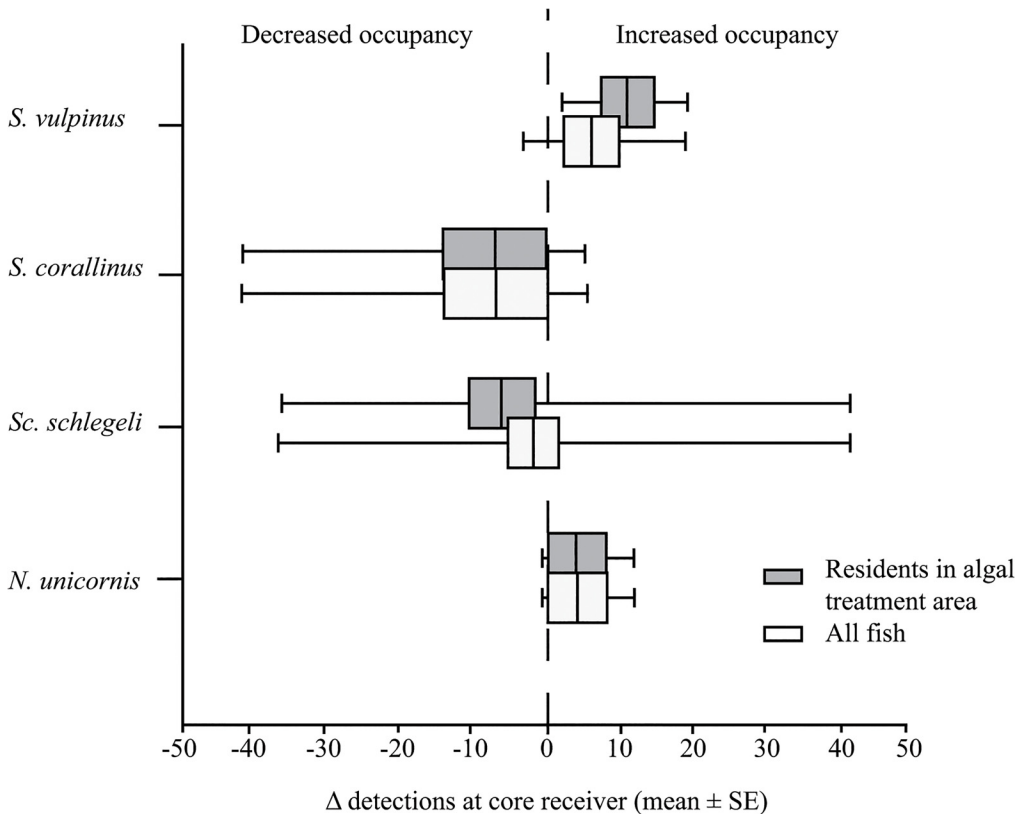 Decreased occupancy
Increased occupancy
S. vulpinus
S. corallinus
Sc. schlegeli
N. unicornis
Residents in algal
treatment area
All fish
-50 -40 -30 -20 -10 0 10 20 30 40 50
Δ detections at core receiver (mean ± SE)